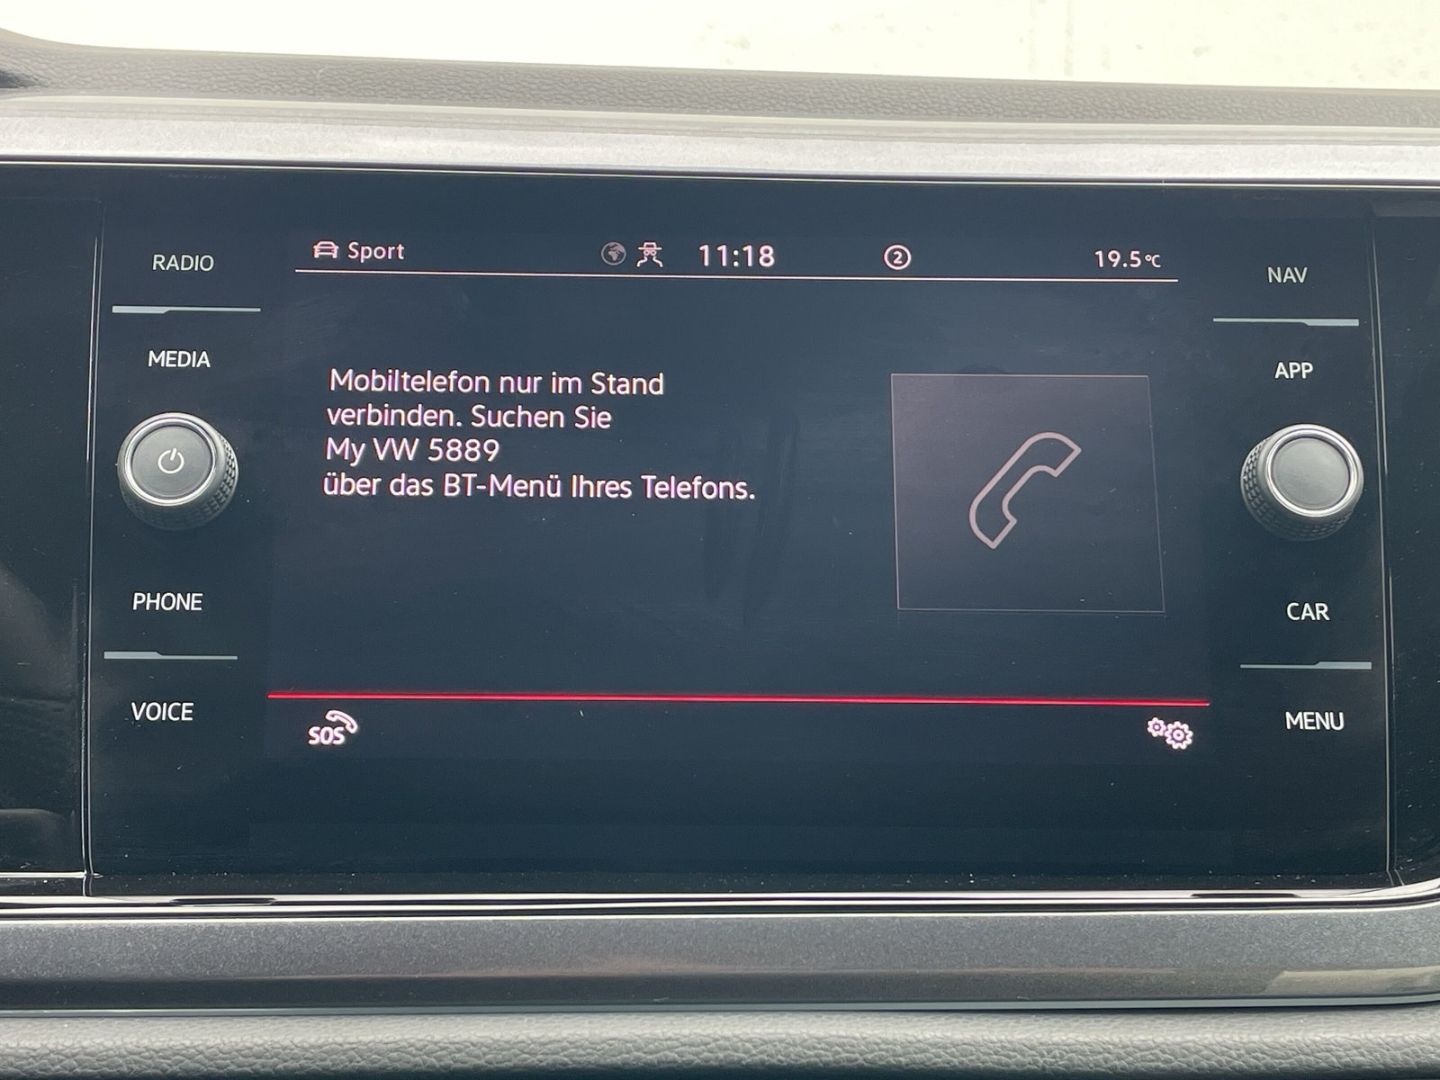 RADIO
MEDIA
PHONE
VOICE
Sport
11:18
2
19.5°C
Mobiltelefon nur im Stand
verbinden. Suchen Sie
My VW 5889
über das BT-Menü Ihres Telefons.
SOS
NAV
APP
CAR
MENU